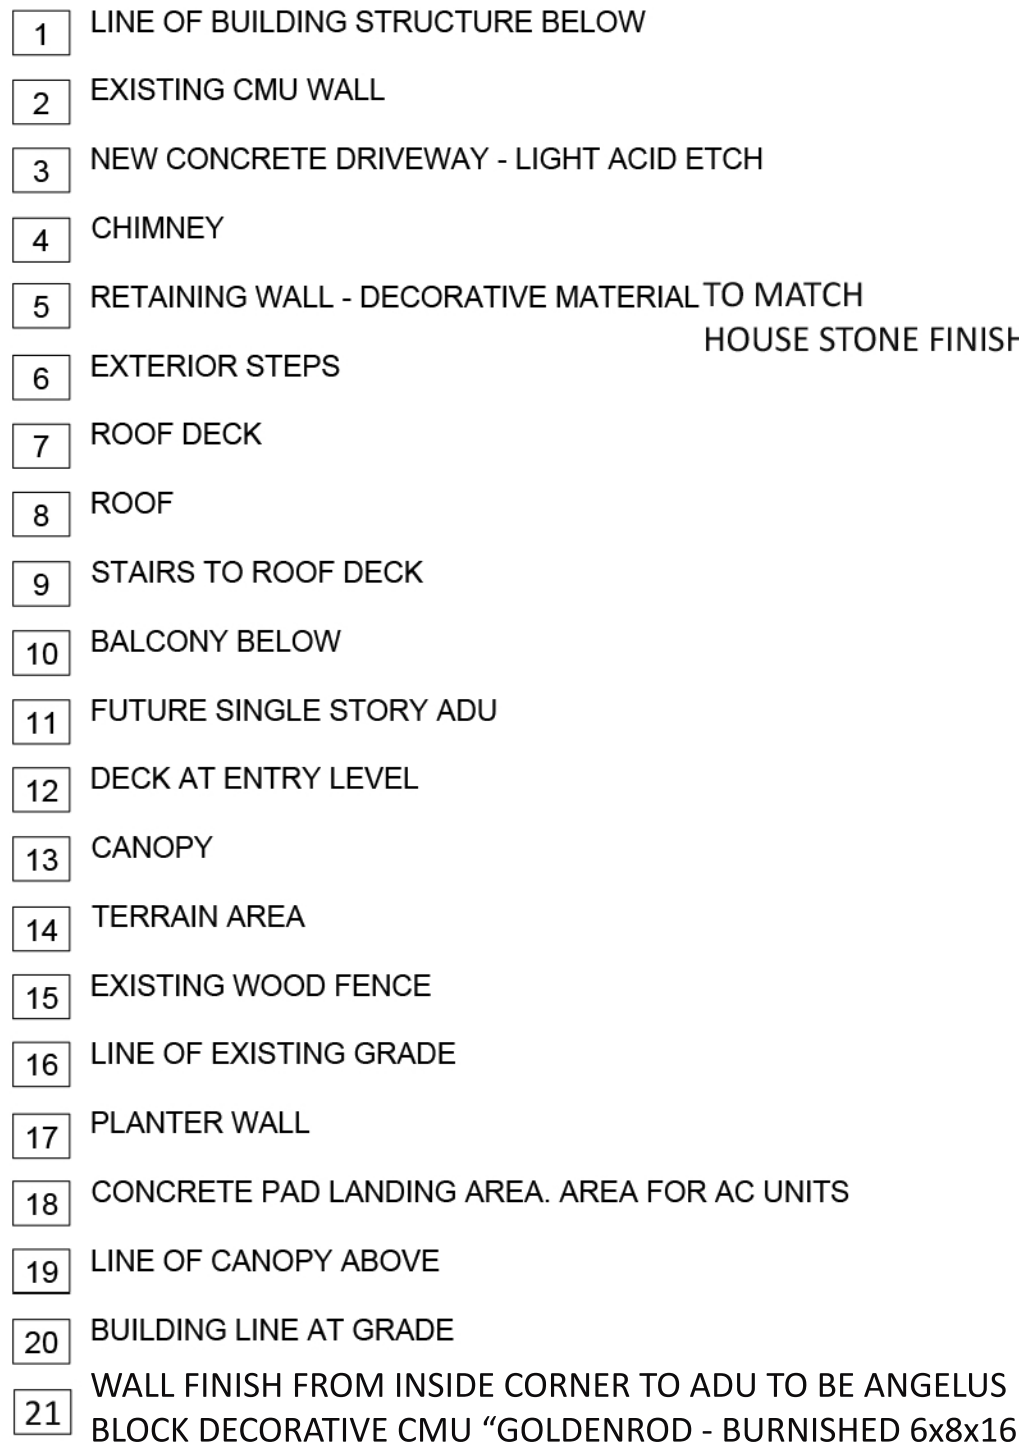 1 LINE OF BUILDING STRUCTURE BELOW
2 EXISTING CMU WALL
3 NEW CONCRETE DRIVEWAY - LIGHT ACID ETCH
4 CHIMNEY
5 RETAINING WALL - DECORATIVE MATERIAL TO MATCH
HOUSE STONE FINISH
6 EXTERIOR STEPS
7 ROOF DECK
8 ROOF
9 STAIRS TO ROOF DECK
10 BALCONY BELOW
11 FUTURE SINGLE STORY ADU
12 DECK AT ENTRY LEVEL
13 CANOPY
14 TERRAIN AREA
15 EXISTING WOOD FENCE
16 LINE OF EXISTING GRADE
17 PLANTER WALL
18 CONCRETE PAD LANDING AREA. AREA FOR AC UNITS
19 LINE OF CANOPY ABOVE
20 BUILDING LINE AT GRADE
21 WALL FINISH FROM INSIDE CORNER TO ADU TO BE ANGELUS
BLOCK DECORATIVE CMU “GOLDENROD - BURNISHED 6x8x16